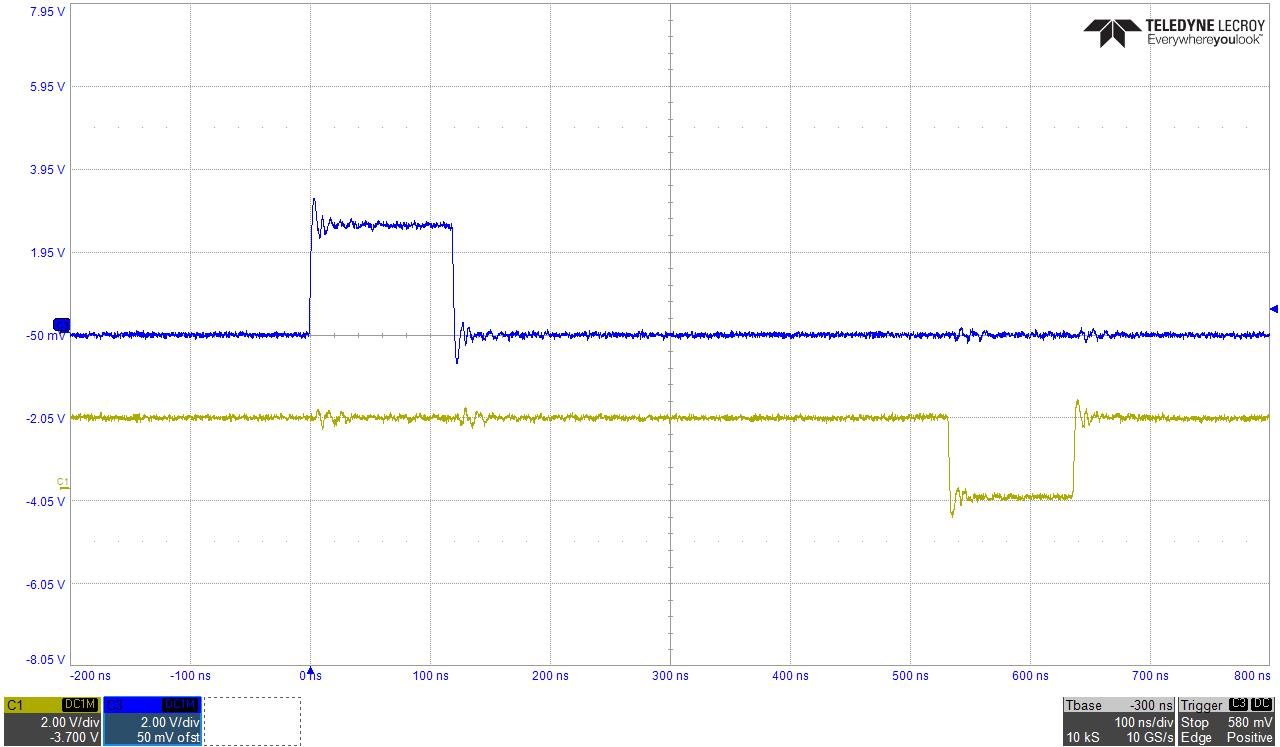 7.95 V
TELEDYNE LECROY
Everywhereyoulook™
5.95 V
3.95 V
1.95 V
-50 mV
-2.05 V
C1
-4.05 V
-6.05 V
-8.05 V
-200 ns -100 ns 0 ns 100 ns 200 ns 300 ns 400 ns 500 ns 600 ns 700 ns 800 ns
C1 DC1M
2.00 V/div
-3.700 V
C3 DC1M
2.00 V/div
50 mV ofst
Tbase -300 ns
100 ns/div
10 kS 10 GS/s
Trigger C3 DC
Stop 580 mV
Edge Positive